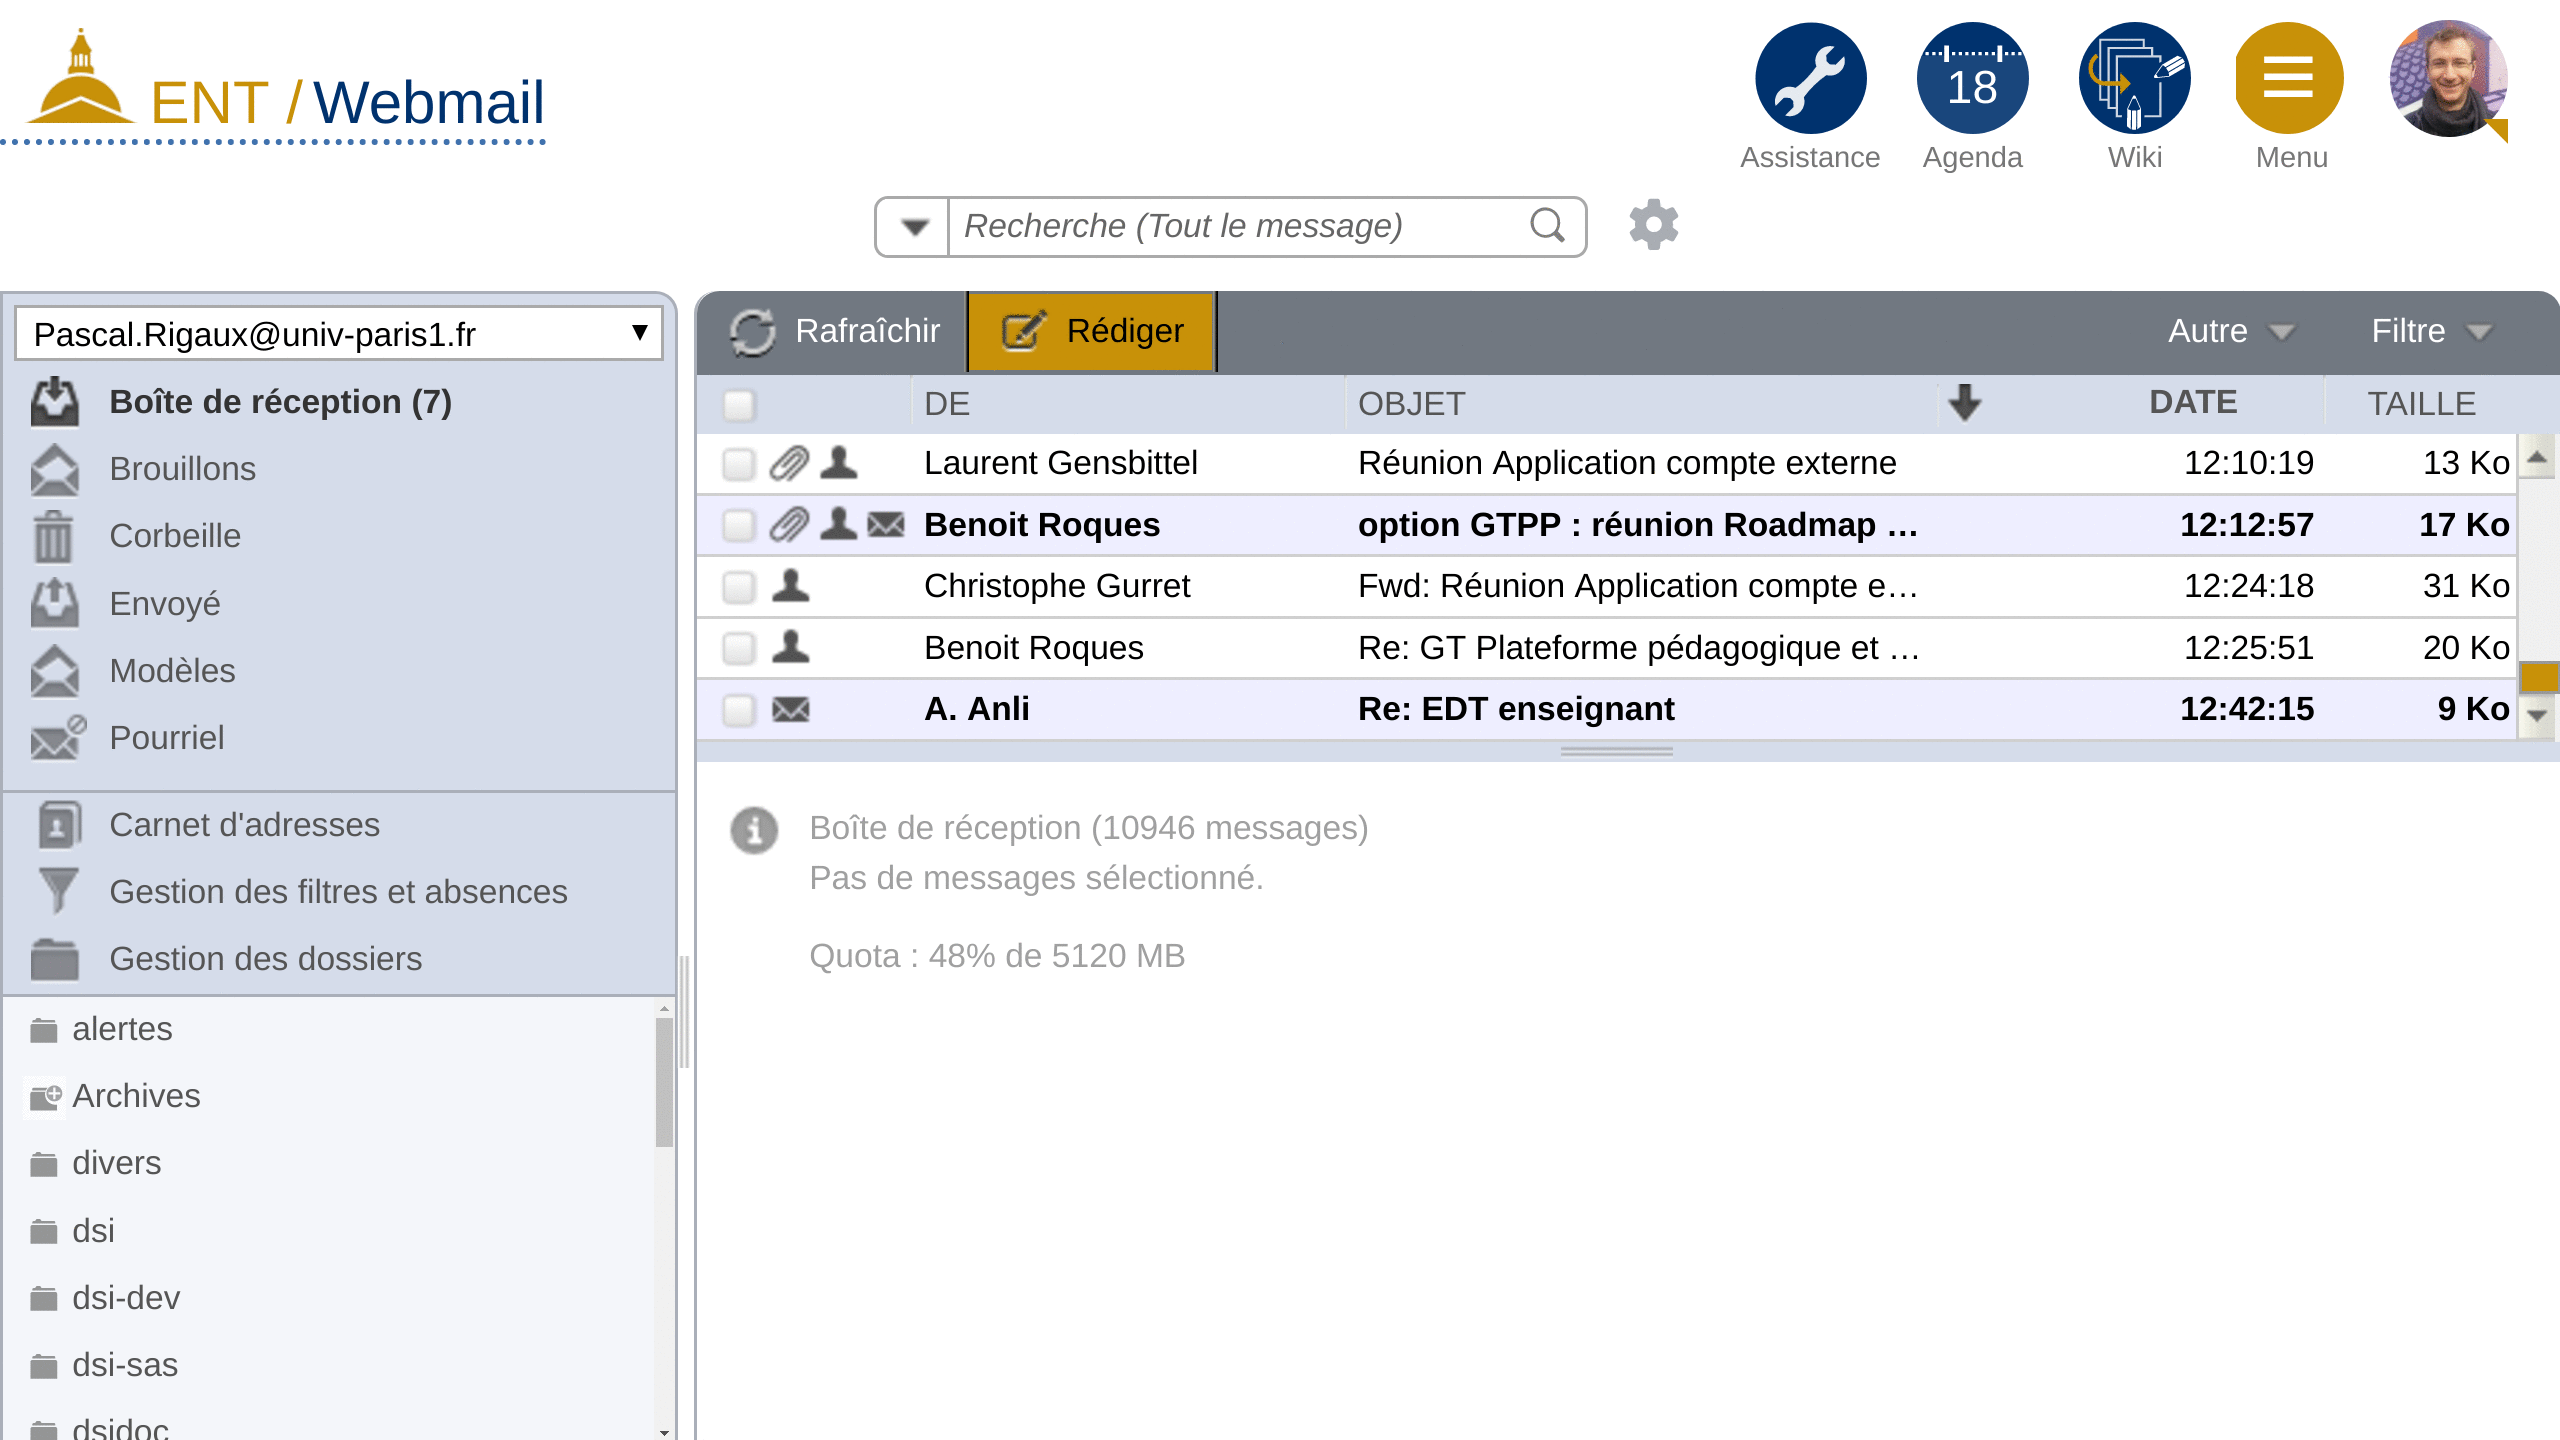 ENT / Webmail
18
Assistance
Agenda
Wiki
Menu
Recherche (Tout le message)
Pascal.Rigaux@univ-paris1.fr
Boîte de réception (7)
Brouillons
Corbeille
Envoyé
Modèles
Pourriel
Carnet d'adresses
Gestion des filtres et absences
Gestion des dossiers
alertes
Archives
divers
dsi
dsi-dev
dsi-sas
dsidoc
Rafraîchir Rédiger Autre Filtre
DE OBJET DATE TAILLE
Laurent Gensbittel Réunion Application compte externe 12:10:19 13 Ko
Benoit Roques option GTPP : réunion Roadmap … 12:12:57 17 Ko
Christophe Gurret Fwd: Réunion Application compte e… 12:24:18 31 Ko
Benoit Roques Re: GT Plateforme pédagogique et … 12:25:51 20 Ko
A. Anli Re: EDT enseignant 12:42:15 9 Ko
Boîte de réception (10946 messages)
Pas de messages sélectionné.
Quota : 48% de 5120 MB